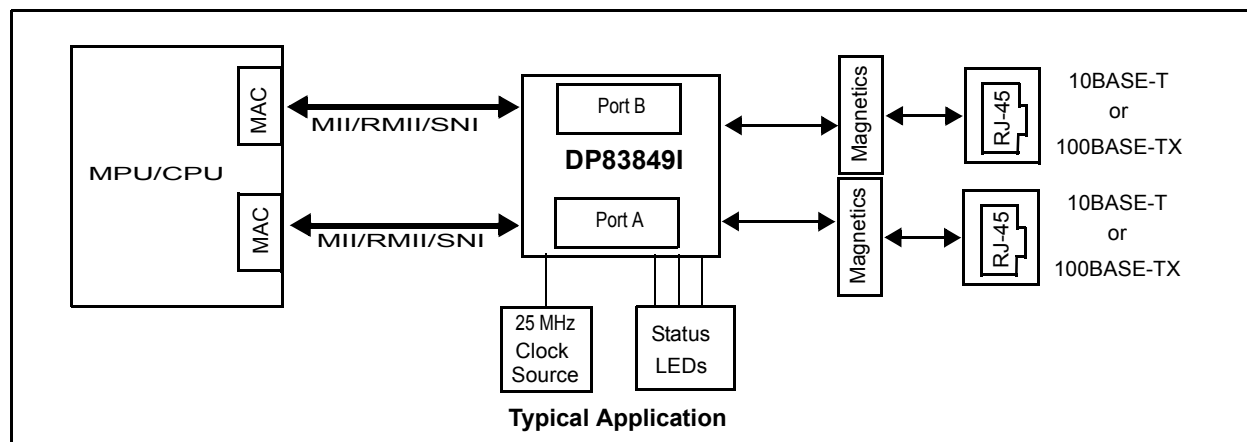 MPU/CPU
MAC
MII/RMII/SNI
MAC
MII/RMII/SNI
Port B
DP83849I
Port A
25 MHz
Clock
Source
Status
LEDs
Magnetics
RJ-45
10BASE-T
or
100BASE-TX
Magnetics
RJ-45
10BASE-T
or
100BASE-TX
Typical Application